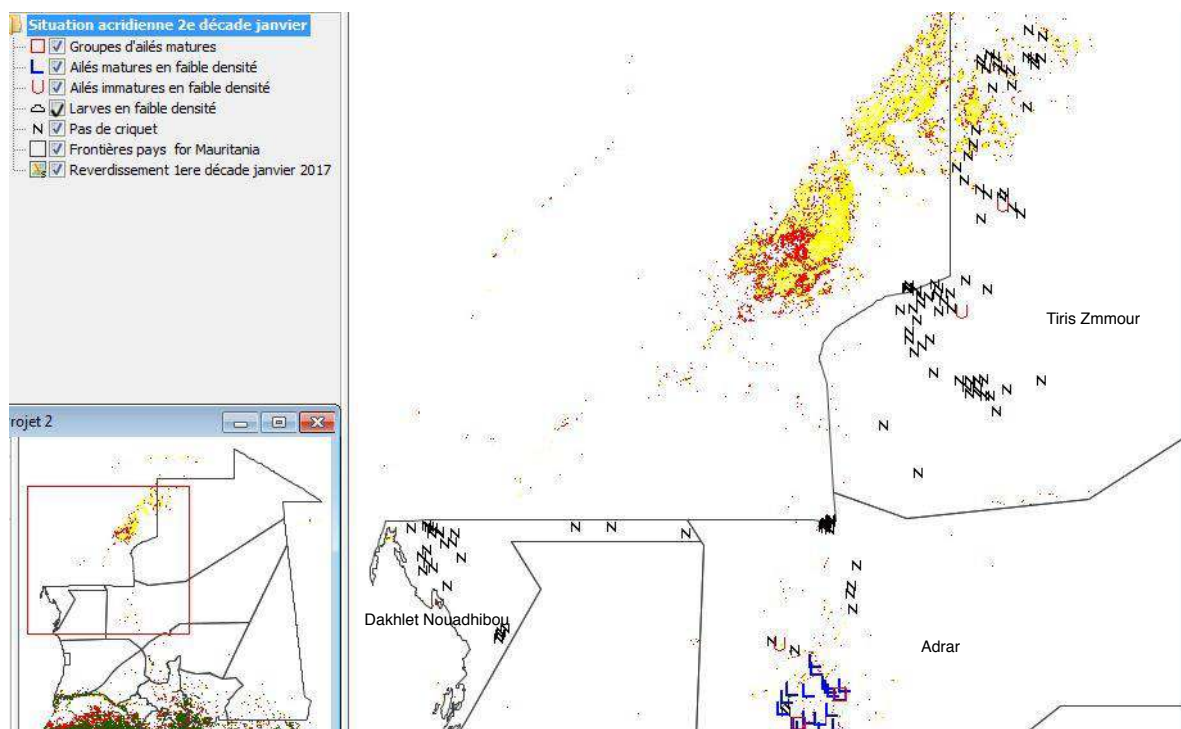 Situation acridienne 2e décade janvier
Groupes d'ailés matures
Ailés matures en faible densité
Ailés immatures en faible densité
Larves en faible densité
N Pas de criquet
Frontières pays for Mauritania
Reverdissement 1ere décade janvier 2017
rojet 2
Tiris Zmmour
Dakhlet Nouadhibou
Adrar